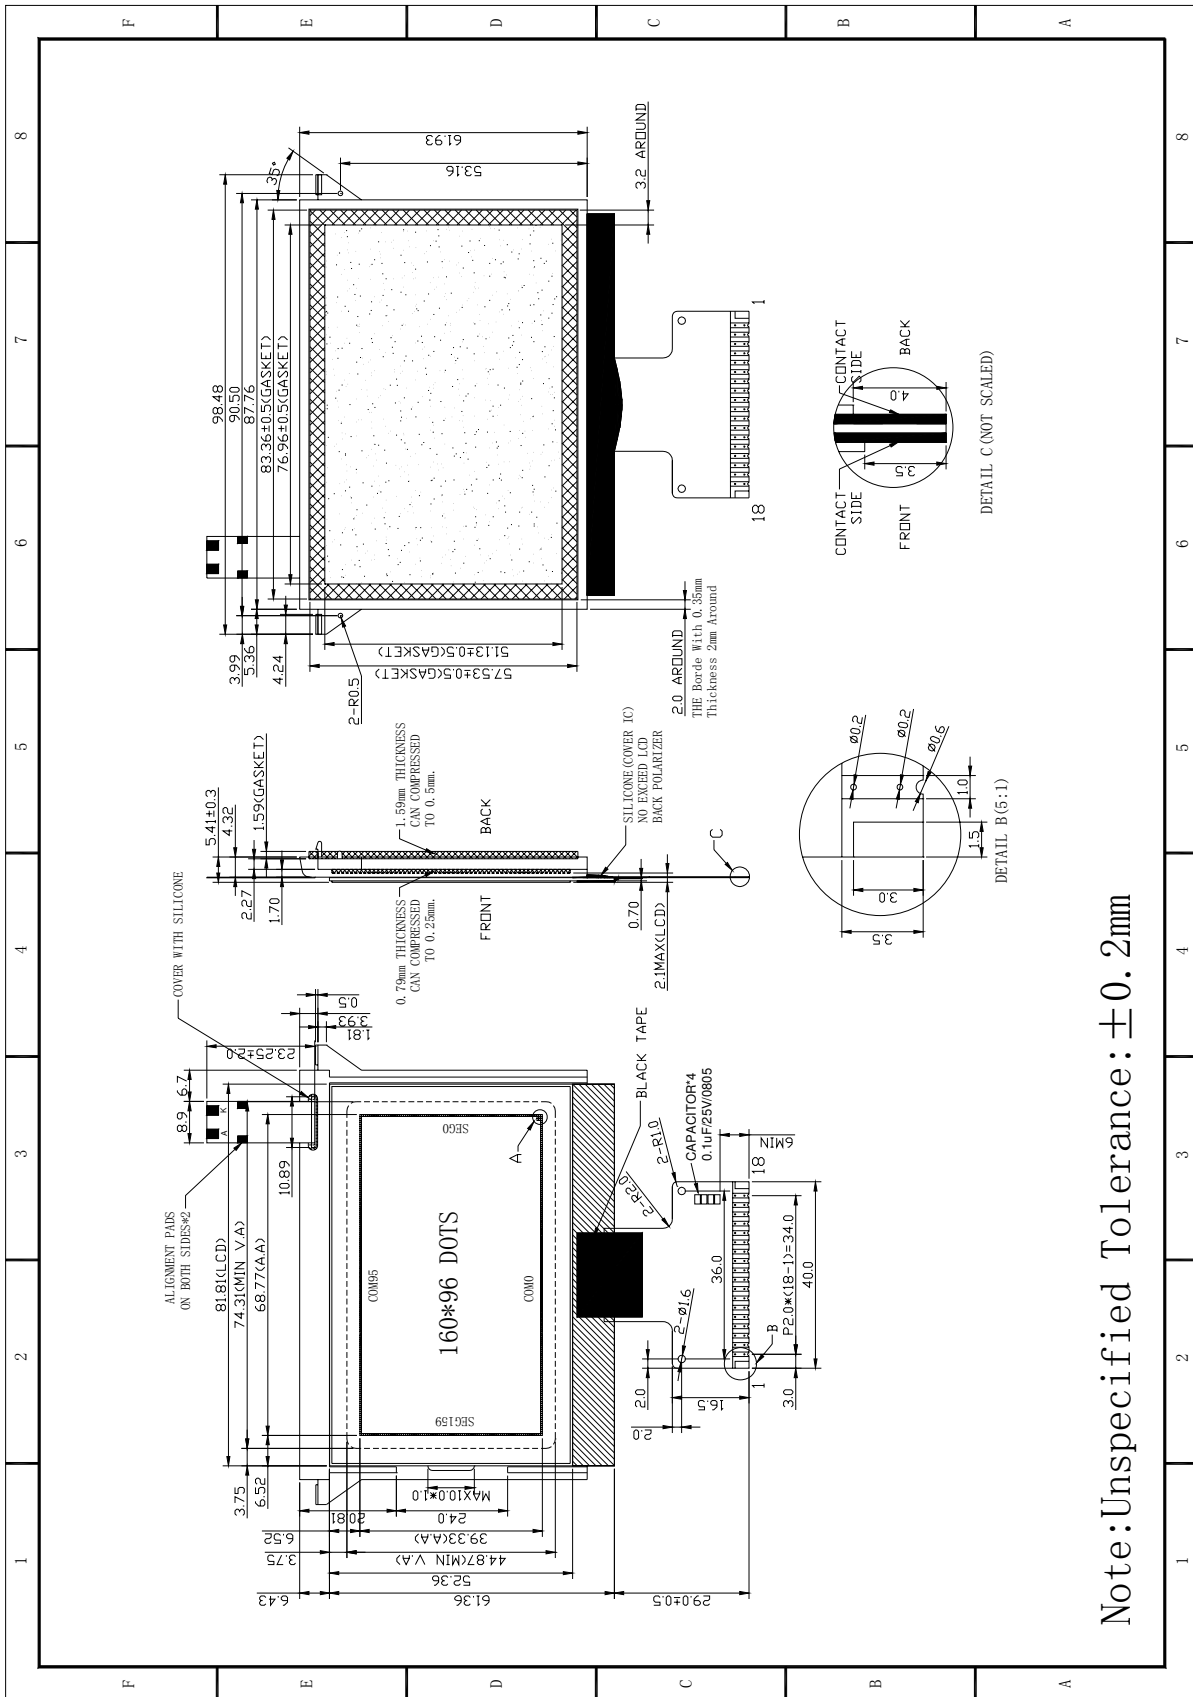 F
E
D
C
B
A
8
7
6
5
4
3
2
1
98.48
90.50
87.76
83.36±0.5(GASKET)
76.96±0.5(GASKET)
35°
61.93
53.16
3.2 AROUND
3.99
5.36
4.24
2-R0.5
51.13±0.5(GASKET)
57.53±0.5(GASKET)
2.0 AROUND
THE Borde With 0.35mm
Thickness 2mm Around
18
1
CONTACT
SIDE
FRONT
CONTACT
SIDE
BACK
4.0
3.5
DETAIL C(NOT SCALED)
5.41±0.3
4.32
1.59(GASKET)
2.27
1.70
1.59mm THICKNESS
CAN COMPRESSED
TO 0.5mm.
BACK
0.79mm THICKNESS
CAN COMPRESSED
TO 0.25mm.
FRONT
SILICONE(COVER IC)
NO EXCEED LCD
BACK POLARIZER
0.70
2.1MAX(LCD)
C
ø0.2
ø0.2
ø0.6
1.0
1.5
3.0
3.5
DETAIL B(5:1)
COVER WITH SILICONE
ALIGNMENT PADS
ON BOTH SIDES*2
81.81(LCD)
74.31(MIN V.A)
68.77(A.A)
8.9
6.7
10.89
A
K
23.25±2.0
0.5
3.93
1.81
3.75
6.52
SEG0
A
COM95
160*96 DOTS
COM0
SEG159
MAX10.0*1.0
20.81
24.0
6.52
39.33(A.A)
3.75
44.87(MIN V.A)
52.36
6.43
61.36
29.0±0.5
BLACK TAPE
2-R2.0
2-R1.0
CAPACITOR*4
0.1uF/25V/0805
6MIN
36.0
2-ø1.6
2.0
2.0
16.5
18
1
B
P2.0*(18-1)=34.0
3.0
40.0
Note:Unspecified Tolerance:±0.2mm
F
E
D
C
B
A
8
7
6
5
4
3
2
1